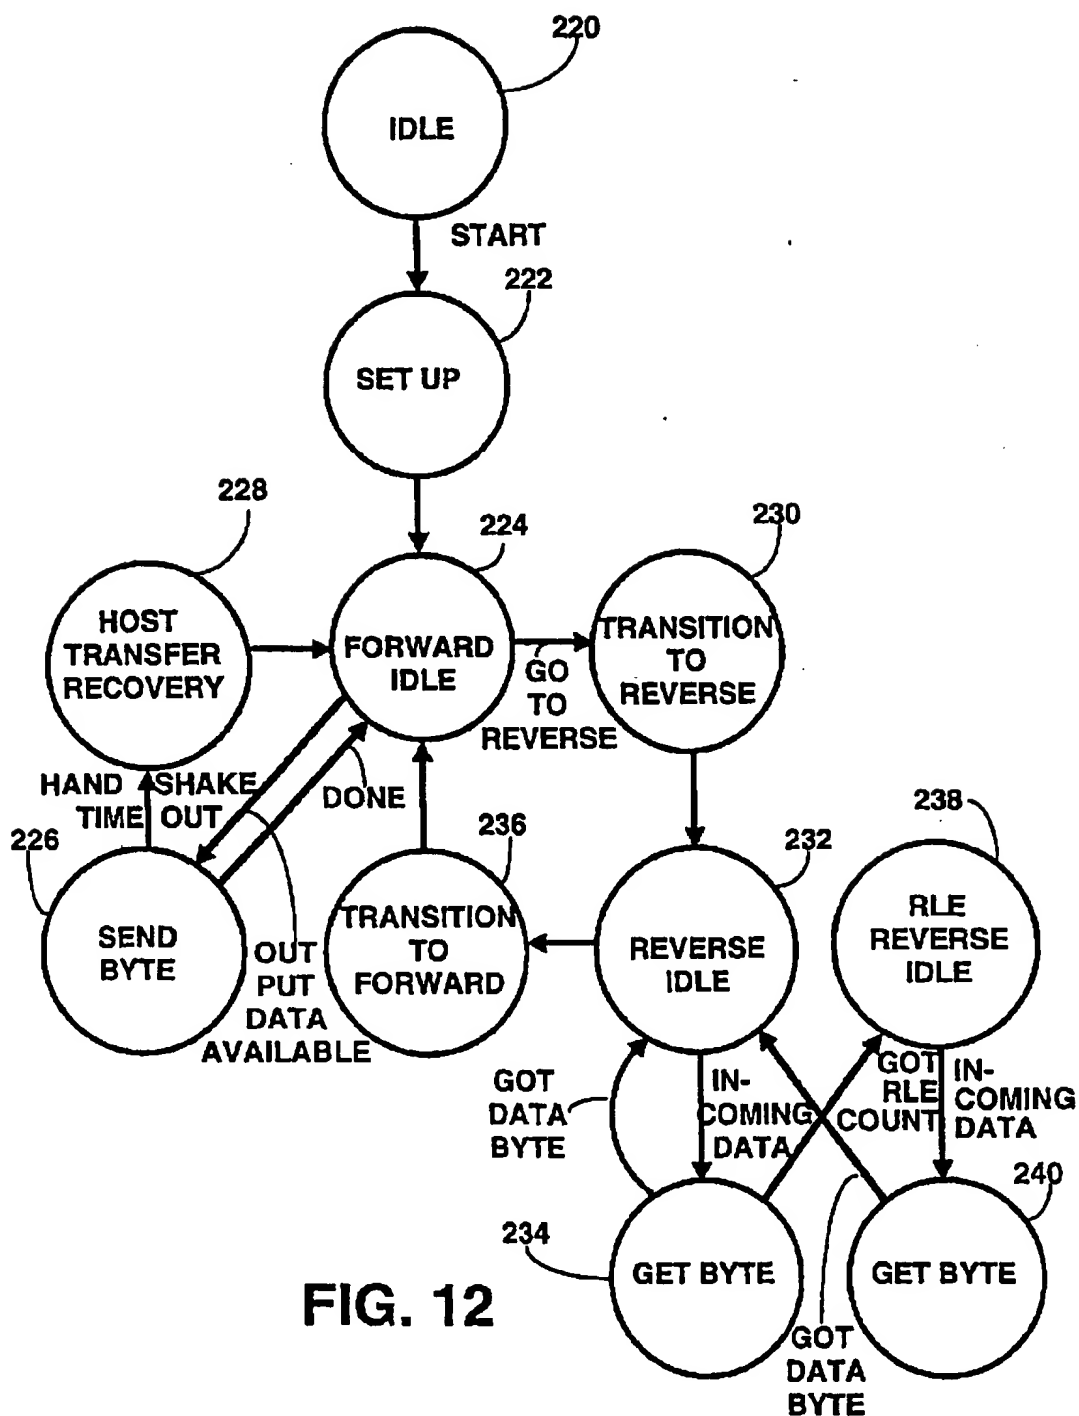 220
IDLE
START
222
SET UP
228
224
230
HOST
TRANSFER
RECOVERY
FORWARD
IDLE
GO
TO
REVERSE
TRANSITION
TO
REVERSE
HAND SHAKE
TIME OUT
DONE
226
236
232
238
SEND
BYTE
OUT
PUT
DATA
AVAILABLE
TRANSITION
TO
FORWARD
REVERSE
IDLE
RLE
REVERSE
IDLE
GOT
DATA
BYTE
IN-
COMING
DATA
GOT
RLE
COUNT
IN-
COMING
DATA
234
GET BYTE
240
GET BYTE
GOT
DATA
BYTE
FIG. 12